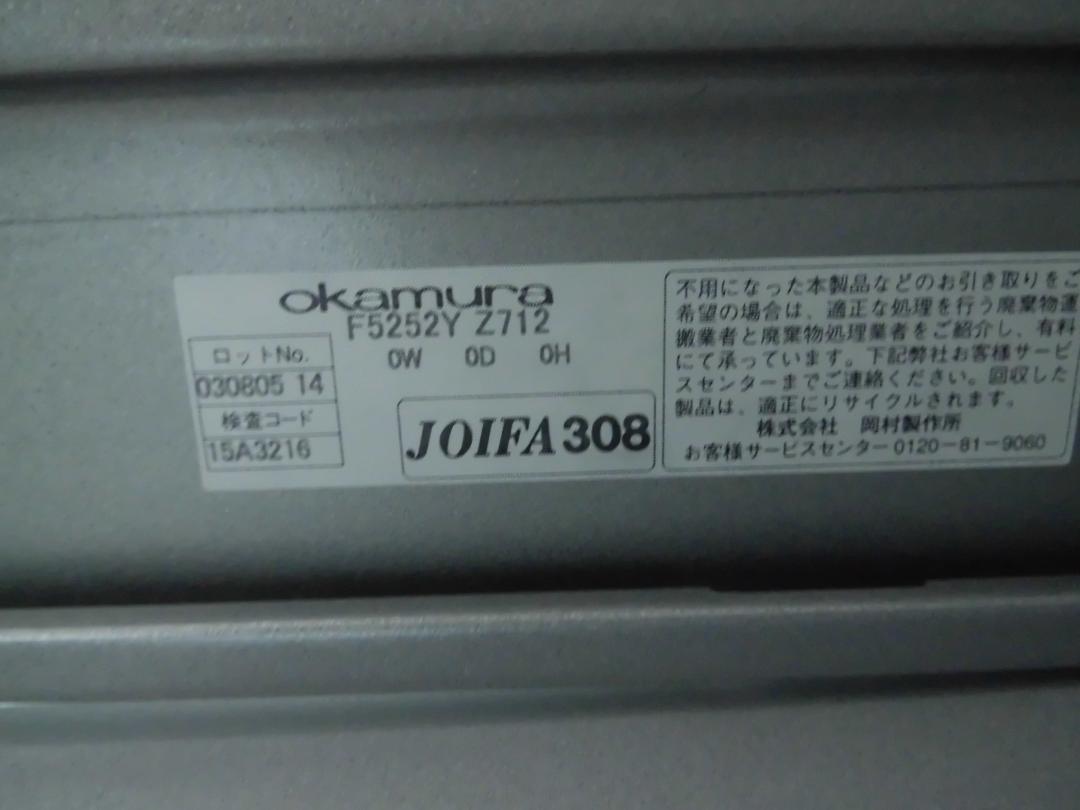 okamura
F5252Y Z712
0W 0D 0H
ロットNo.
030805 14
検査コード
15A3216
JOIFA308
不用になった本製品などのお引き取りをご
希望の場合は、適正な処理を行う廃棄物運
搬業者と廃棄物処理業者をご紹介し、有料
にて承っています。下記弊社お客様サービ
スセンターまでご連絡ください。回収した
製品は、適正にリサイクルされます。
株式会社 岡村製作所
お客様サービスセンター0120-81-9060